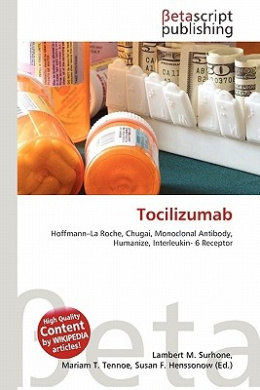 βetascript
publishing
Tocilizumab
Hoffmann–La Roche, Chugai, Monoclonal Antibody,
Humanize, Interleukin- 6 Receptor
High Quality
Content
by WIKIPEDIA
articles!
Lambert M. Surhone,
Mariam T. Tennoe, Susan F. Henssonow (Ed.)
βeta